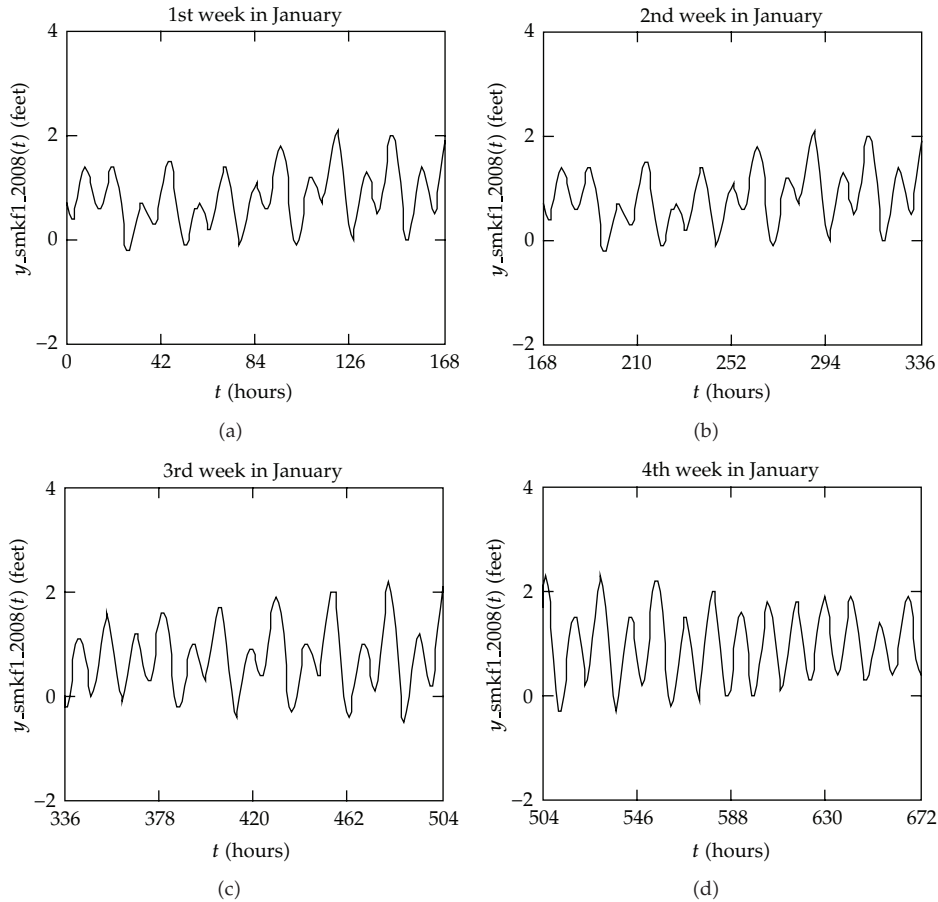 1st week in January
4
2
0
−2
y_smkf1_2008(t) (feet)
0 42 84 126 168
t (hours)
(a)
2nd week in January
4
2
0
−2
y_smkf1_2008(t) (feet)
168 210 252 294 336
t (hours)
(b)
3rd week in January
4
2
0
−2
y_smkf1_2008(t) (feet)
336 378 420 462 504
t (hours)
(c)
4th week in January
4
2
0
−2
y_smkf1_2008(t) (feet)
504 546 588 630 672
t (hours)
(d)